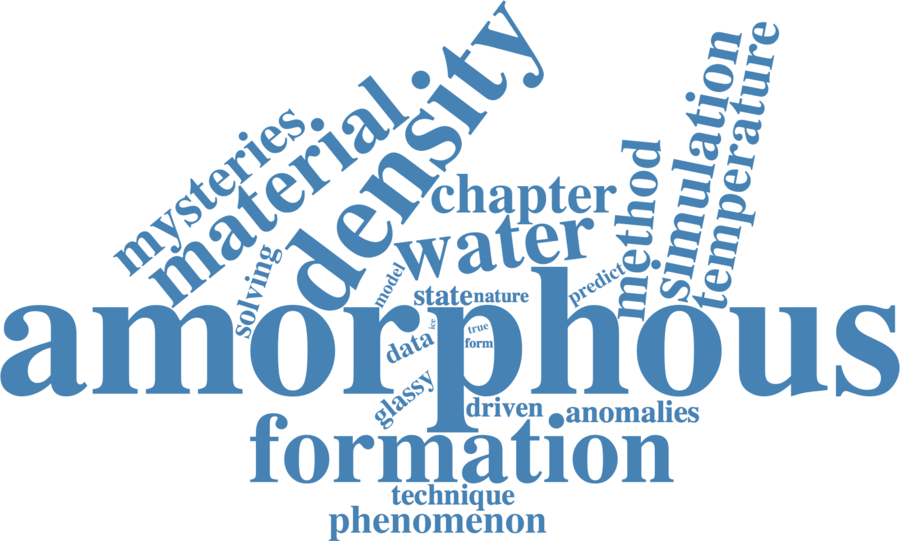 density
simulation
temperature
mysteries
material
method
chapter
water
solving
model
predict
state
nature
amorphous
ice
true
data
form
glassy
driven
anomalies
formation
technique
phenomenon